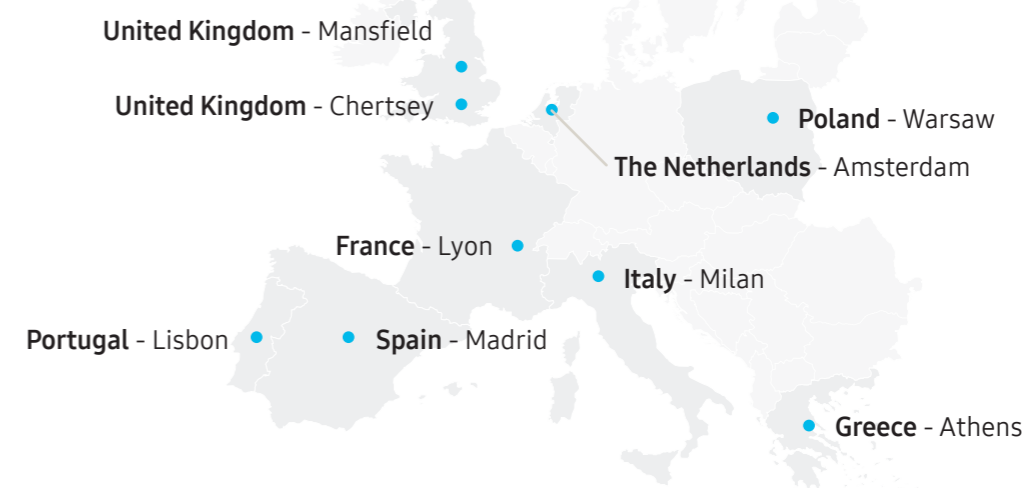 United Kingdom - Mansfield
United Kingdom - Chertsey
Poland - Warsaw
The Netherlands - Amsterdam
France - Lyon
Italy - Milan
Portugal - Lisbon
Spain - Madrid
Greece - Athens